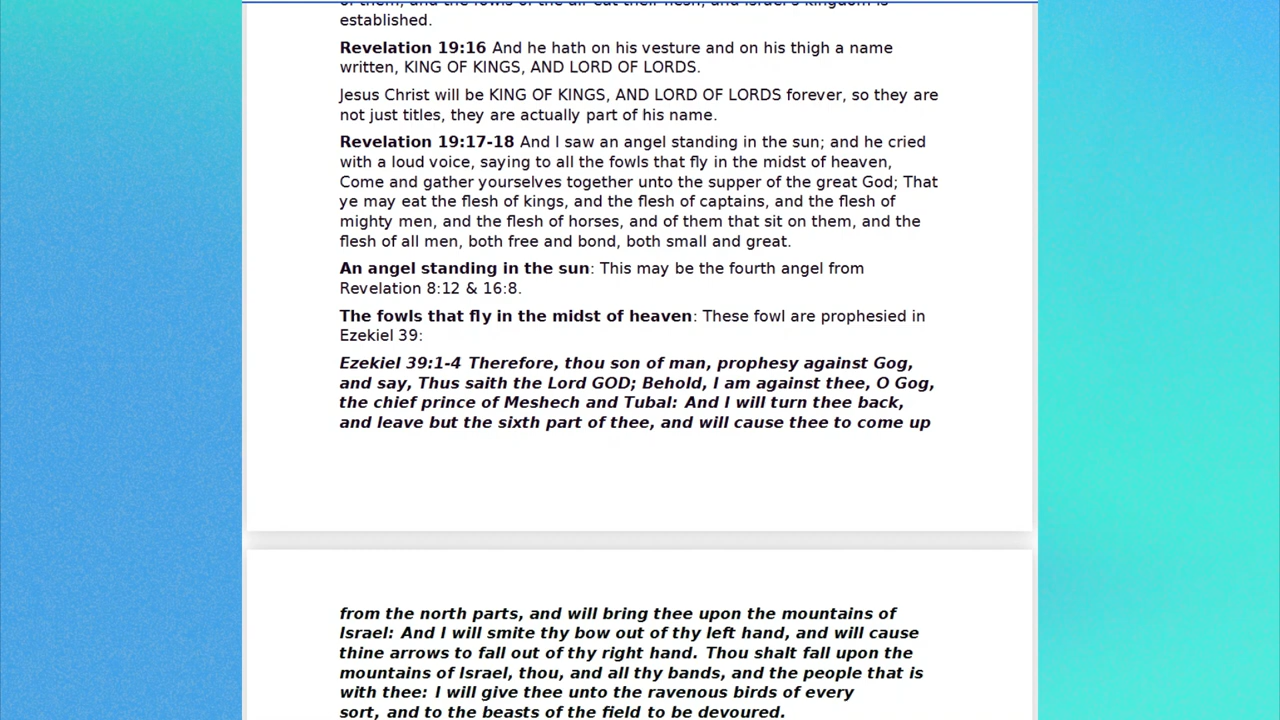 of them, and the fowls of the air eat their flesh, and Israel's kingdom is
established.
Revelation 19:16 And he hath on his vesture and on his thigh a name
written, KING OF KINGS, AND LORD OF LORDS.
Jesus Christ will be KING OF KINGS, AND LORD OF LORDS forever, so they are
not just titles, they are actually part of his name.
Revelation 19:17-18 And I saw an angel standing in the sun; and he cried
with a loud voice, saying to all the fowls that fly in the midst of heaven,
Come and gather yourselves together unto the supper of the great God; That
ye may eat the flesh of kings, and the flesh of captains, and the flesh of
mighty men, and the flesh of horses, and of them that sit on them, and the
flesh of all men, both free and bond, both small and great.
An angel standing in the sun: This may be the fourth angel from
Revelation 8:12 & 16:8.
The fowls that fly in the midst of heaven: These fowl are prophesied in
Ezekiel 39:
Ezekiel 39:1-4 Therefore, thou son of man, prophesy against Gog,
and say, Thus saith the Lord GOD; Behold, I am against thee, O Gog,
the chief prince of Meshech and Tubal: And I will turn thee back,
and leave but the sixth part of thee, and will cause thee to come up
from the north parts, and will bring thee upon the mountains of
Israel: And I will smite thy bow out of thy left hand, and will cause
thine arrows to fall out of thy right hand. Thou shalt fall upon the
mountains of Israel, thou, and all thy bands, and the people that is
with thee: I will give thee unto the ravenous birds of every
sort, and to the beasts of the field to be devoured.